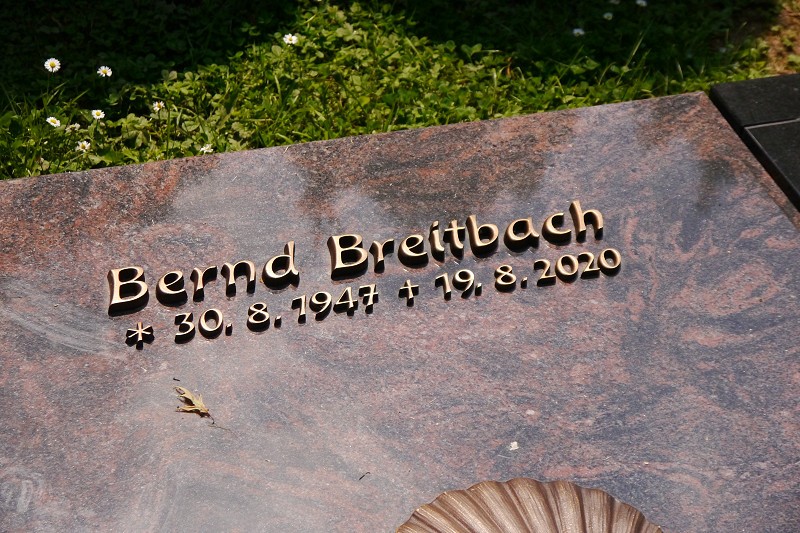 Bernd Breitbach
* 30. 8. 1947 + 19. 8. 2020